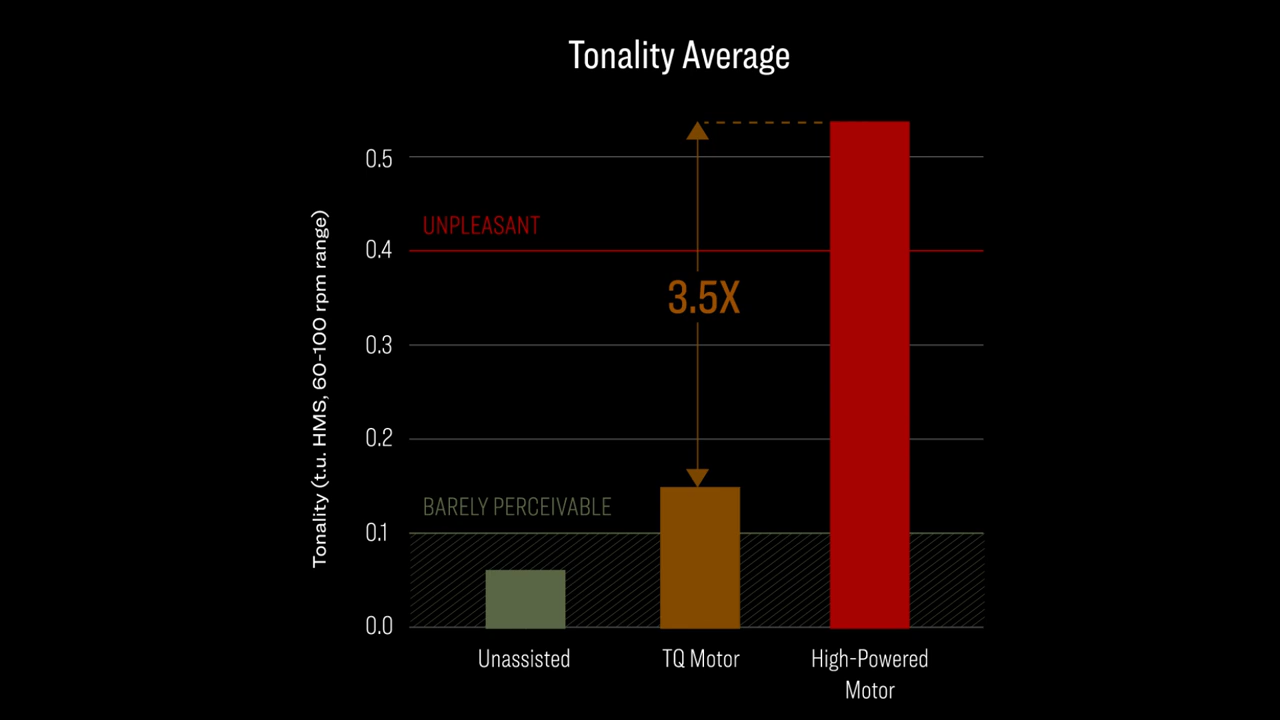 Tonality Average
0.5
UNPLEASANT
0.4
3.5X
0.3
0.2
BARELY PERCEIVABLE
0.1
0.0
Tonality (t.u. HMS, 60-100 rpm range)
Unassisted
TQ Motor
High-Powered
Motor